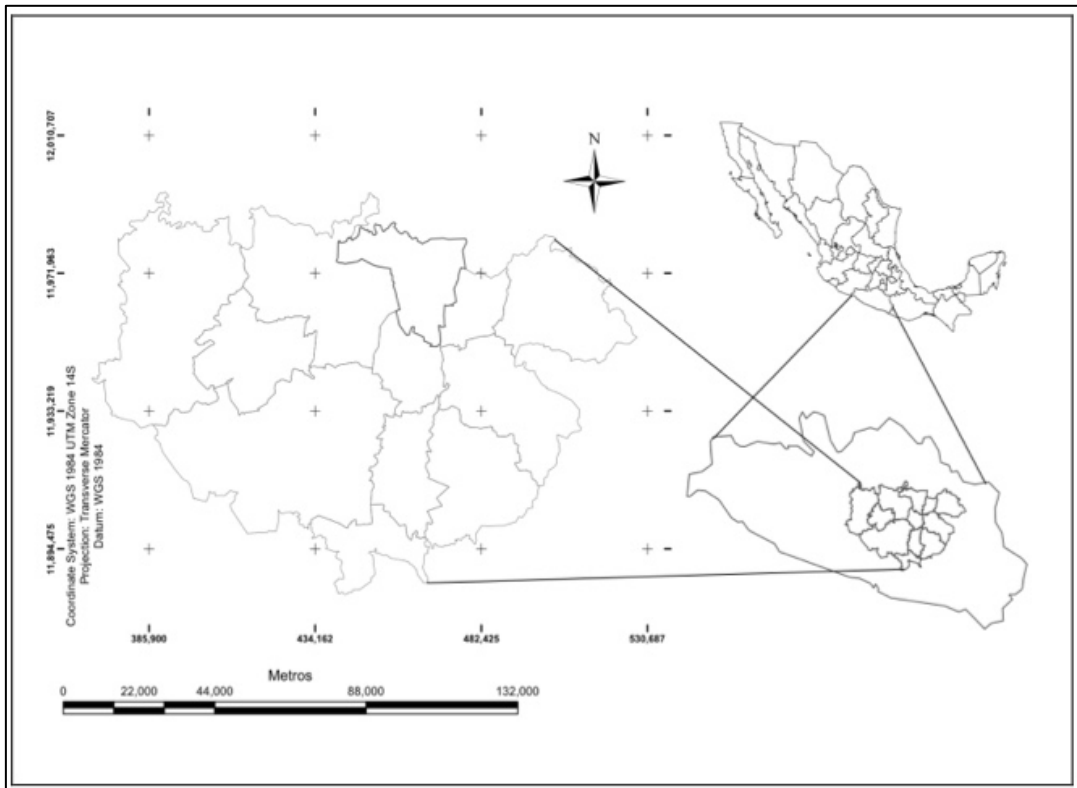 N
12,010,707
11,971,963
11,933,219
11,894,475
Coordinate System: WGS 1984 UTM Zone 14S
Projection: Transverse Mercator
Datum: WGS 1984
385,900 434,162 482,425 530,687
Metros
0 22,000 44,000 88,000 132,000